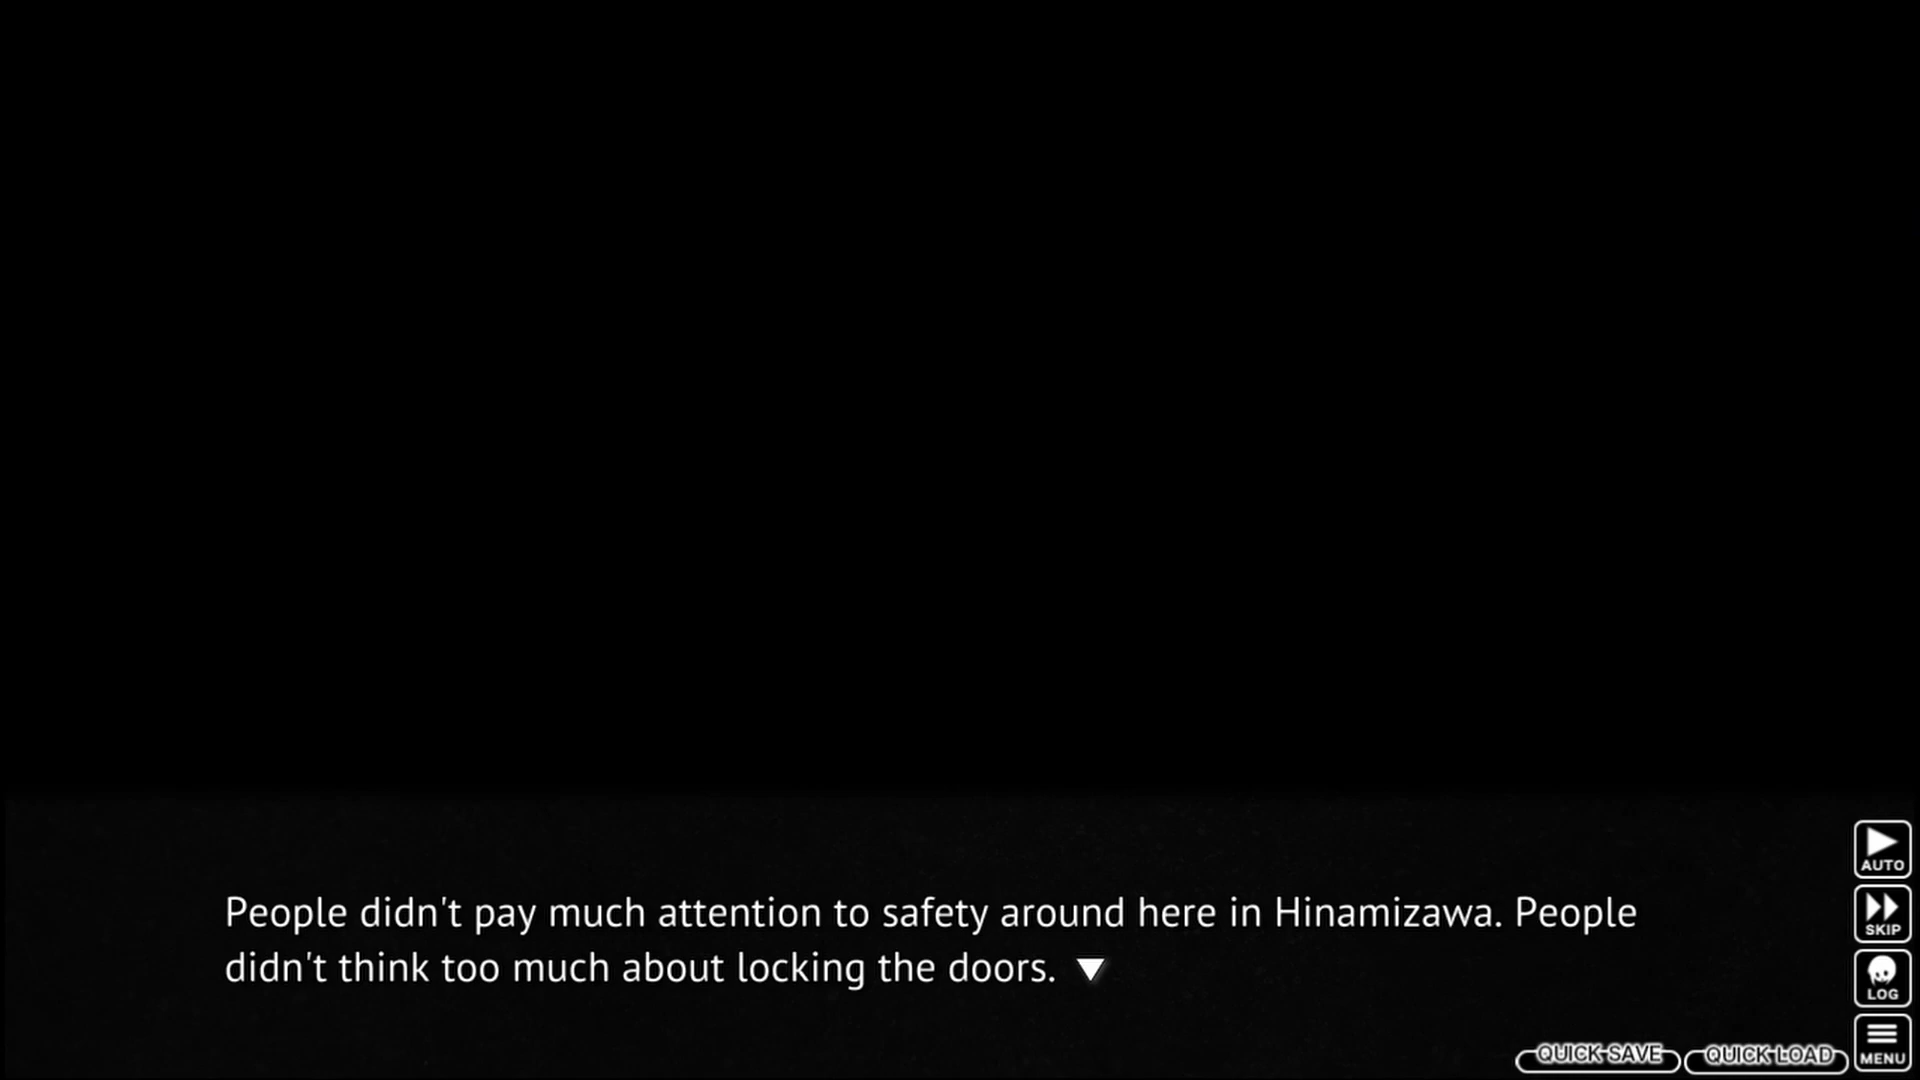 People didn't pay much attention to safety around here in Hinamizawa. People
didn't think too much about locking the doors.
AUTO
SKIP
LOG
MENU
QUICK SAVE QUICK LOAD